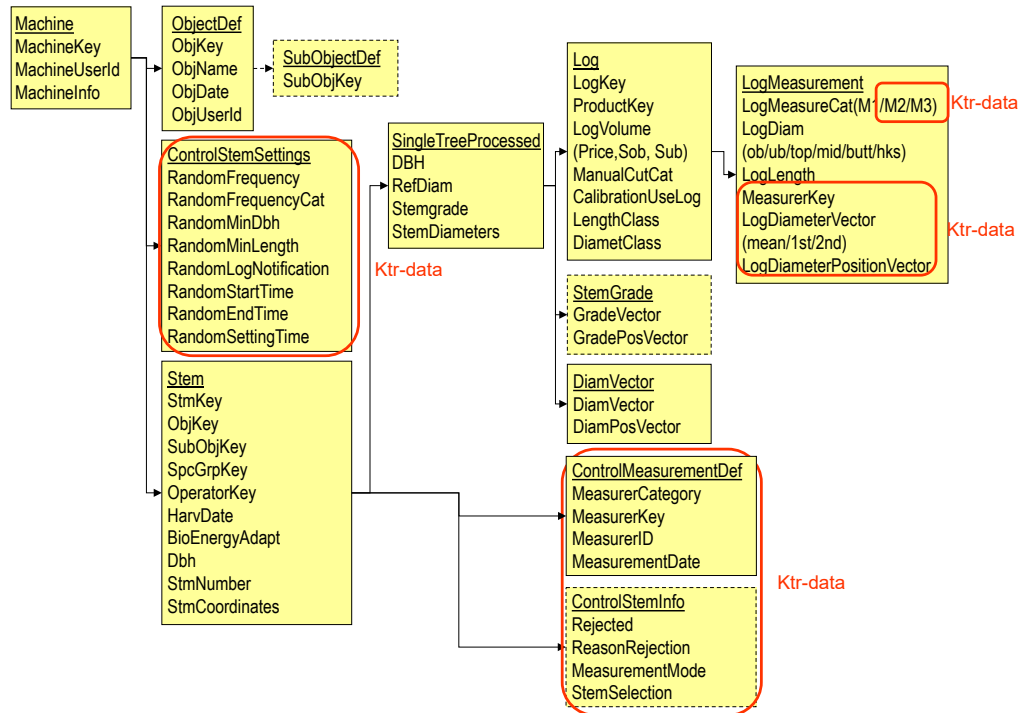 Machine
MachineKey
MachineUserId
MachineInfo
ObjectDef
ObjKey
ObjName
ObjDate
ObjUserId
SubObjectDef
SubObjKey
ControlStemSettings
RandomFrequency
RandomFrequencyCat
RandomMinDbh
RandomMinLength
RandomLogNotification
RandomStartTime
RandomEndTime
RandomSettingTime
Ktr-data
Stem
StmKey
ObjKey
SubObjKey
SpcGrpKey
OperatorKey
HarvDate
BioEnergyAdapt
Dbh
StmNumber
StmCoordinates
SingleTreeProcessed
DBH
RefDiam
Stemgrade
StemDiameters
Log
LogKey
ProductKey
LogVolume
(Price,Sob, Sub)
ManualCutCat
CalibrationUseLog
LengthClass
DiametClass
LogMeasurement
LogMeasureCat(M1/M2/M3)
LogDiam
(ob/ub/top/mid/butt/hks)
LogLength
MeasurerKey
LogDiameterVector
(mean/1st/2nd)
LogDiameterPositionVector
Ktr-data
Ktr-data
StemGrade
GradeVector
GradePosVector
DiamVector
DiamVector
DiamPosVector
ControlMeasurementDef
MeasurerCategory
MeasurerKey
MeasurerID
MeasurementDate
ControlStemInfo
Rejected
ReasonRejection
MeasurementMode
StemSelection
Ktr-data